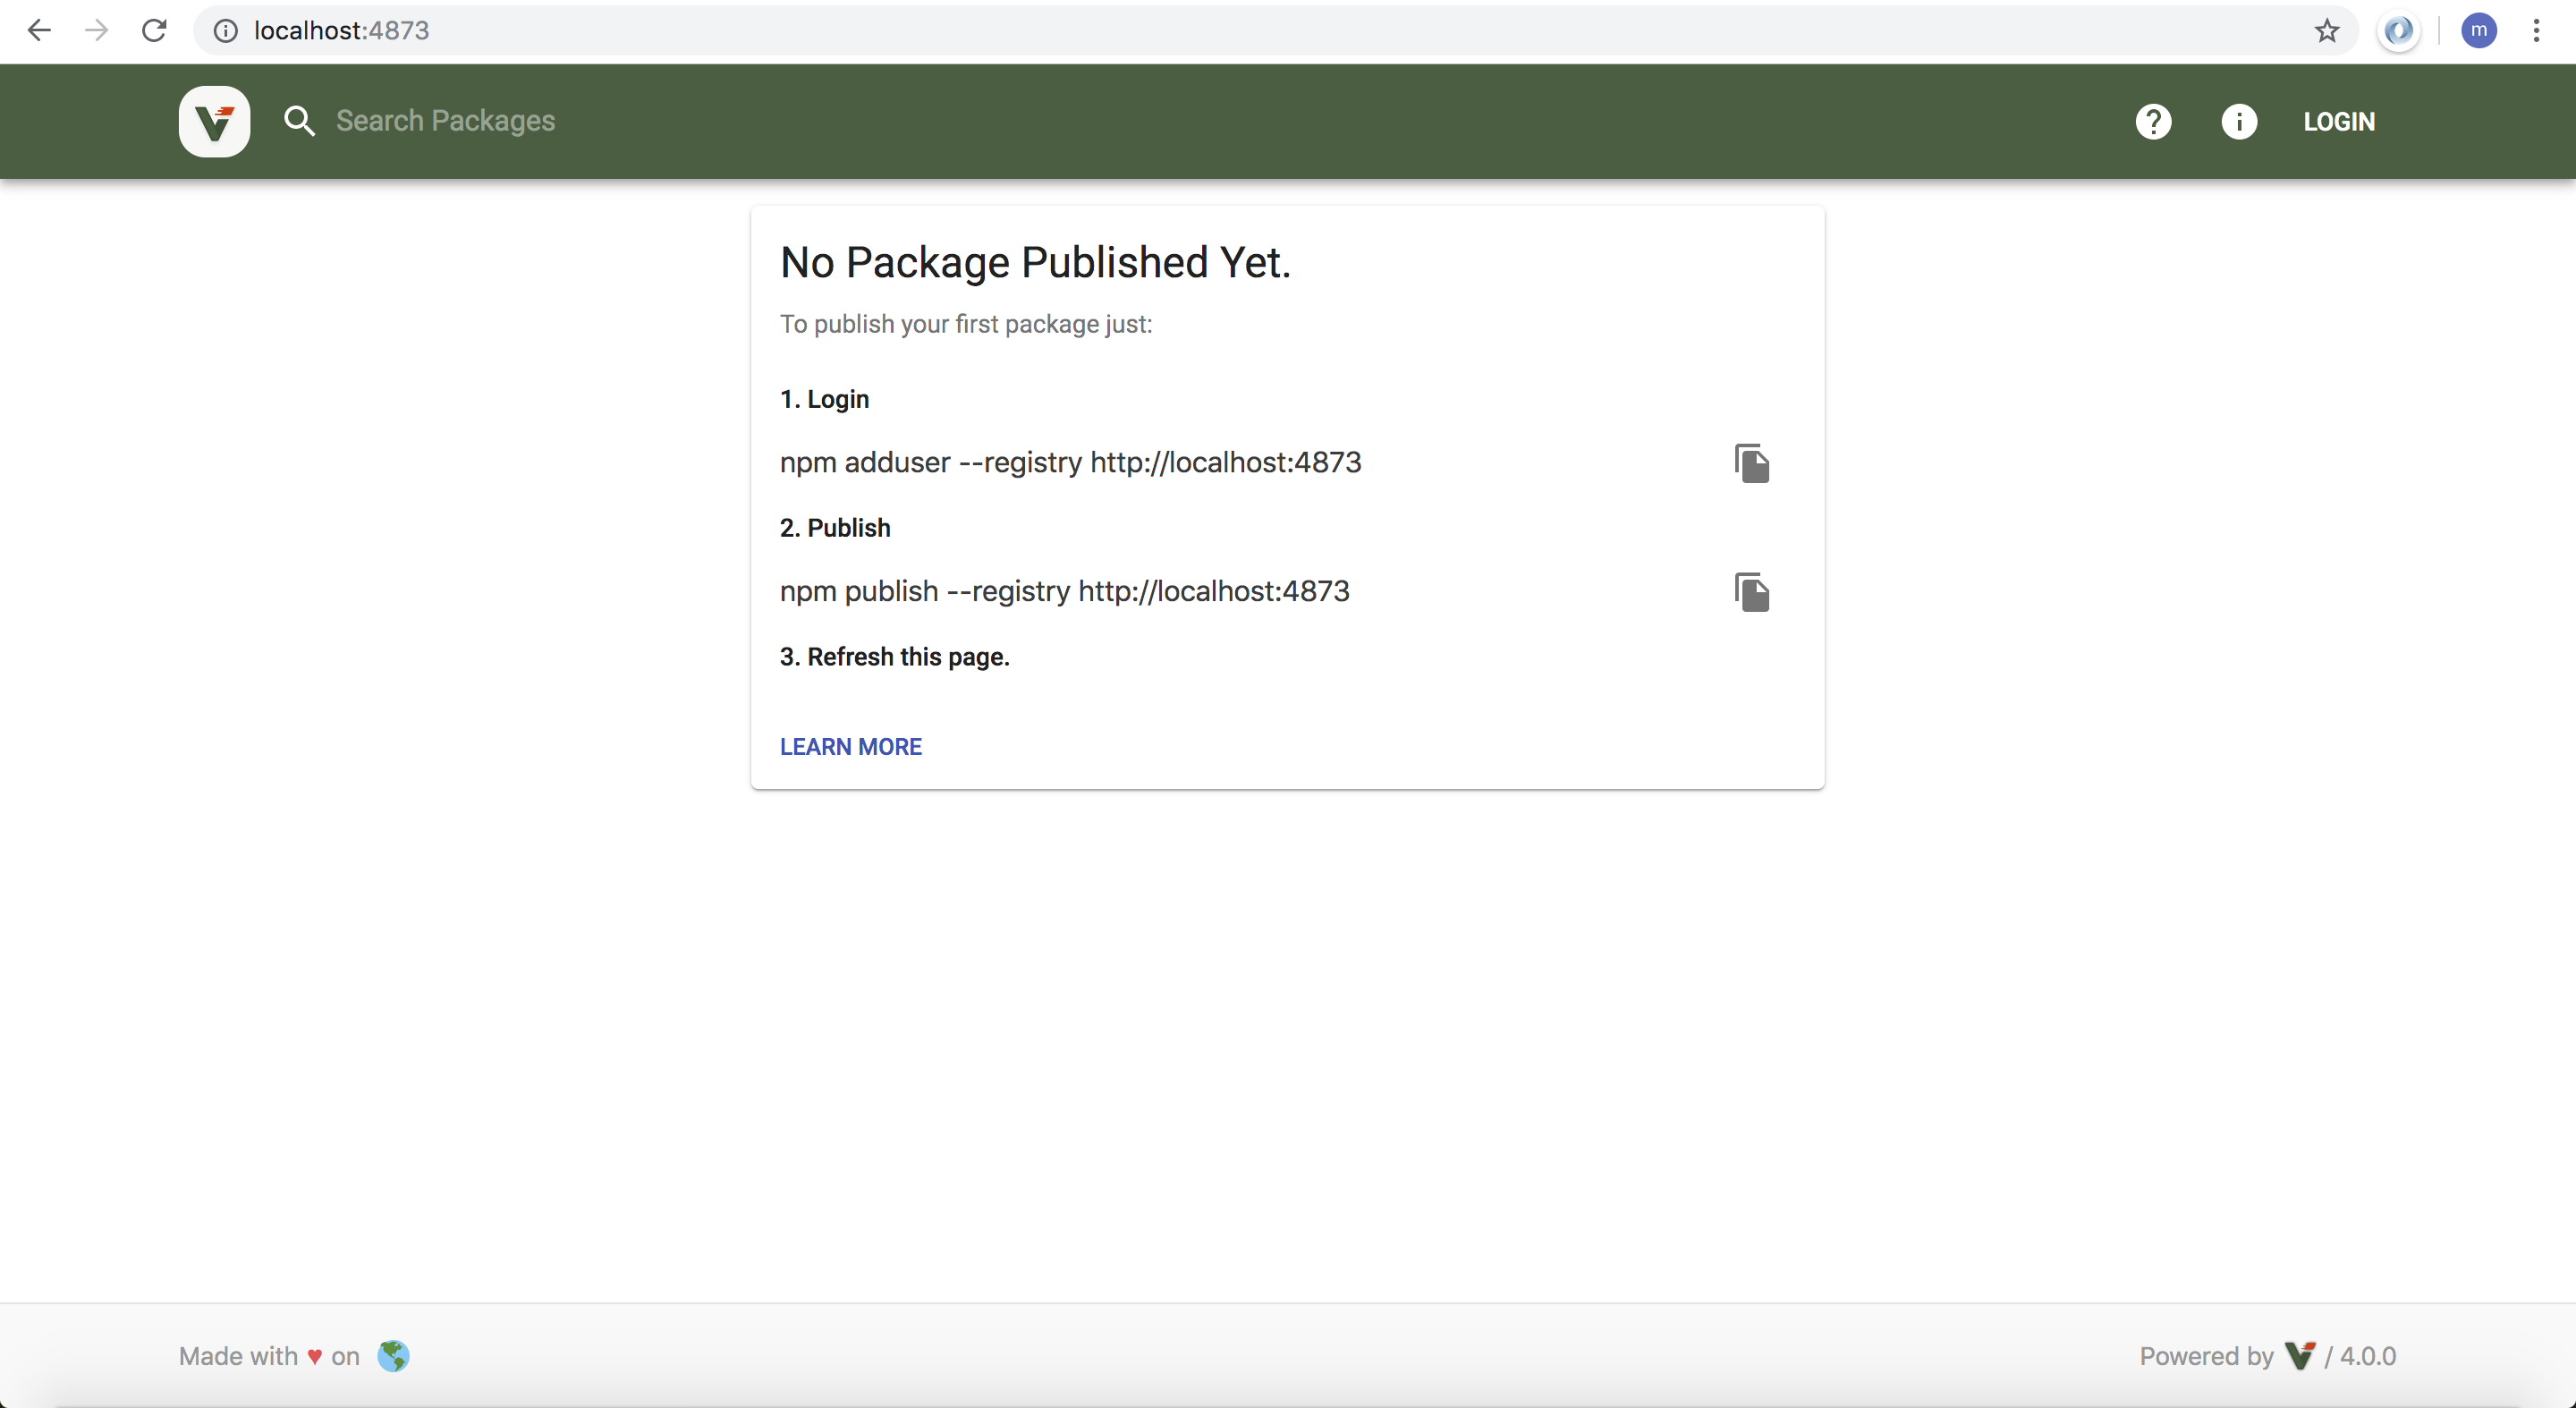 localhost:4873
m
Search Packages
LOGIN
No Package Published Yet.
To publish your first package just:
1. Login
npm adduser --registry http://localhost:4873
2. Publish
npm publish --registry http://localhost:4873
3. Refresh this page.
LEARN MORE
Made with ♥ on
Powered by / 4.0.0